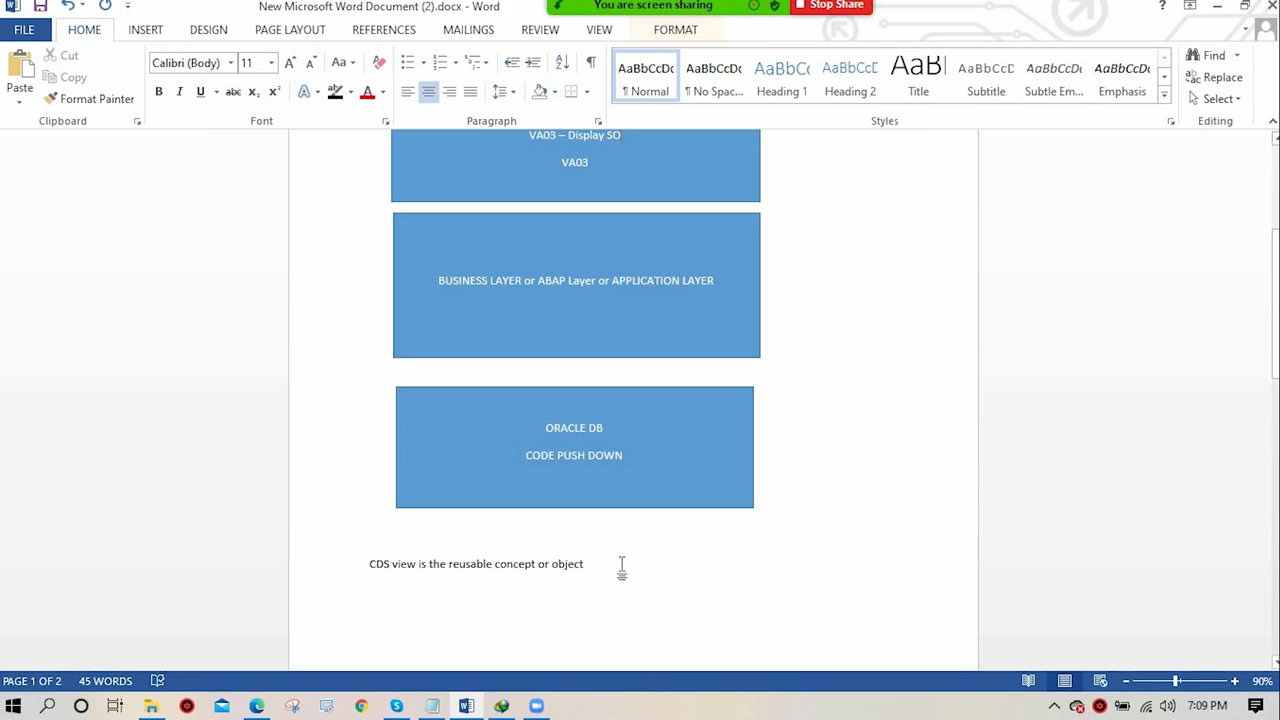 New Microsoft Word Document (2).docx - Word
You are screen sharing
Stop Share
FILE HOME INSERT DESIGN PAGE LAYOUT REFERENCES MAILINGS REVIEW VIEW FORMAT
Paste
Cut
Copy
Format Painter
Clipboard
Calibri (Body) 11
Font
Paragraph
AaBbCcDc AaBbCcDc AaBbCc AaBbCcD AaB AaBbCcD AaBbCcDc AaBbCcDc
¶ Normal ¶ No Spac... Heading 1 Heading 2 Title Subtitle Subtle Em... Emphasis
Styles
Find
Replace
Select
Editing
VA03 – Display SO
VA03
BUSINESS LAYER or ABAP Layer or APPLICATION LAYER
ORACLE DB
CODE PUSH DOWN
CDS view is the reusable concept or object
PAGE 1 OF 2 45 WORDS 90%
7:09 PM